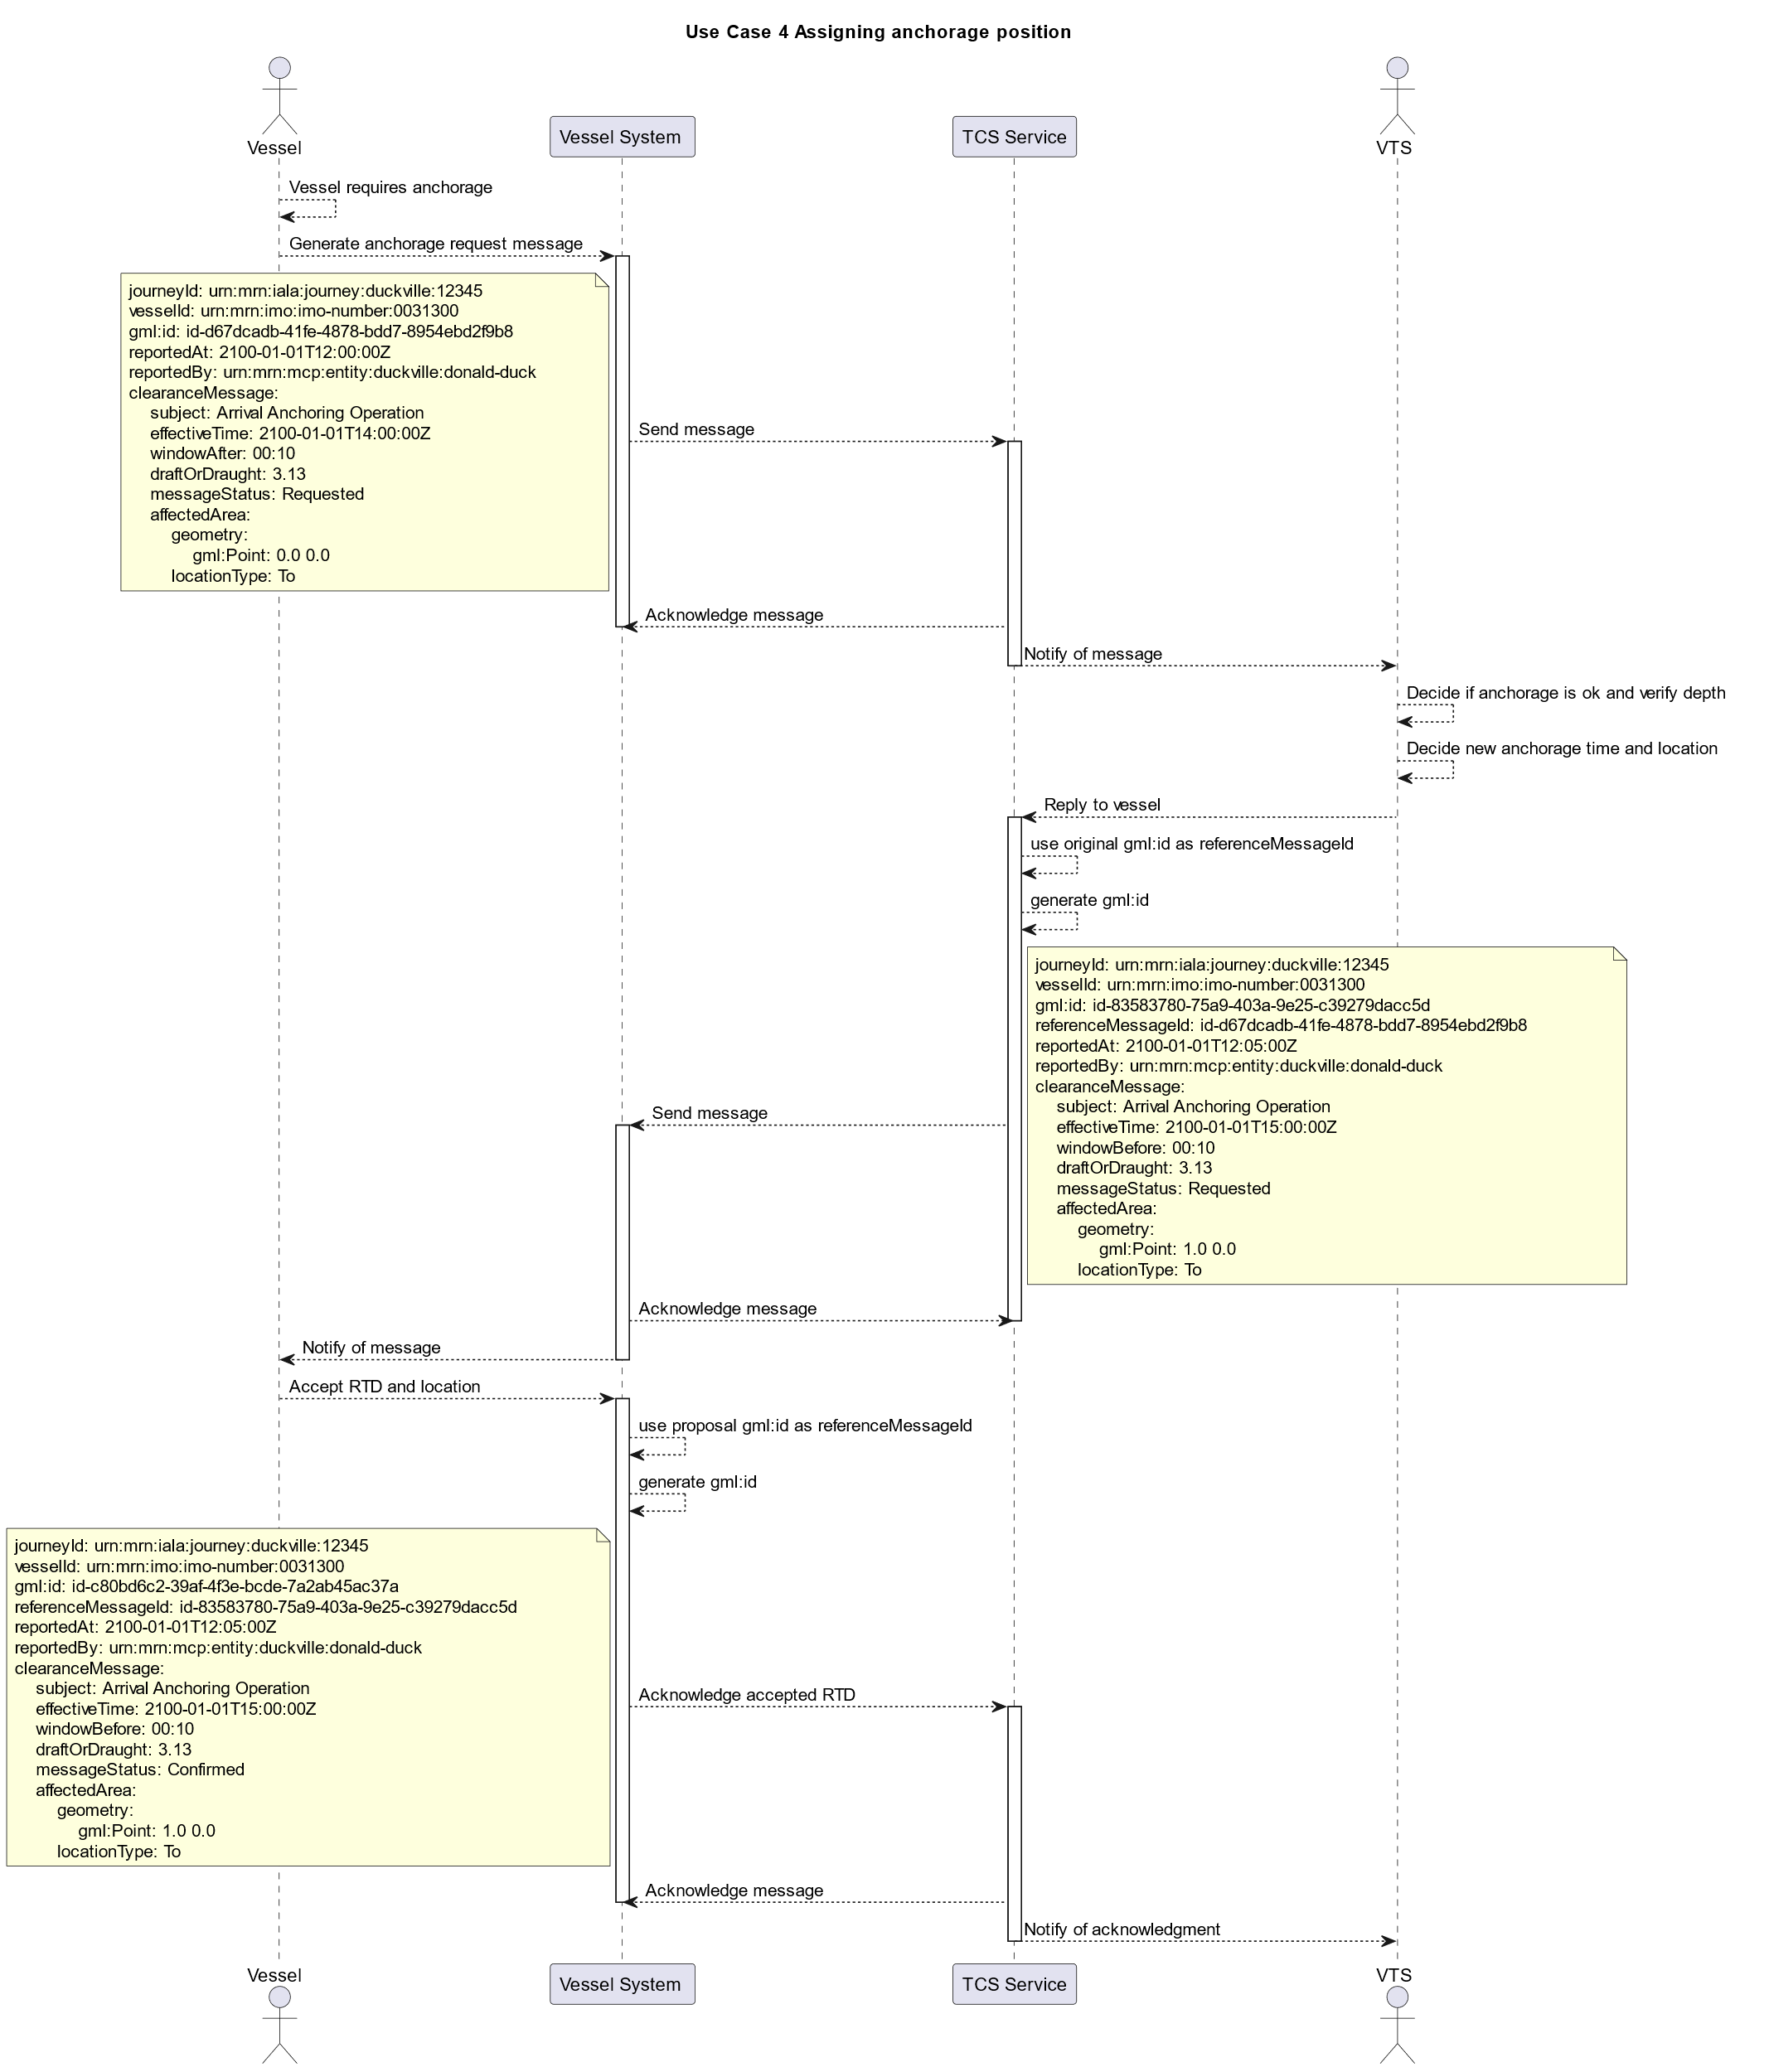 Use Case 4 Assigning anchorage position
Vessel
Vessel System
TCS Service
VTS
Vessel requires anchorage
Generate anchorage request message
journeyId: urn:mrn:iala:journey:duckville:12345
vesselId: urn:mrn:imo:imo-number:0031300
gml:id: id-d67dcadb-41fe-4878-bdd7-8954ebd2f9b8
reportedAt: 2100-01-01T12:00:00Z
reportedBy: urn:mrn:mcp:entity:duckville:donald-duck
clearanceMessage:
subject: Arrival Anchoring Operation
effectiveTime: 2100-01-01T14:00:00Z
windowAfter: 00:10
draftOrDraught: 3.13
messageStatus: Requested
affectedArea:
geometry:
gml:Point: 0.0 0.0
locationType: To
Send message
Acknowledge message
Notify of message
Decide if anchorage is ok and verify depth
Decide new anchorage time and location
Reply to vessel
use original gml:id as referenceMessageId
generate gml:id
journeyId: urn:mrn:iala:journey:duckville:12345
vesselId: urn:mrn:imo:imo-number:0031300
gml:id: id-83583780-75a9-403a-9e25-c39279dacc5d
referenceMessageId: id-d67dcadb-41fe-4878-bdd7-8954ebd2f9b8
reportedAt: 2100-01-01T12:05:00Z
reportedBy: urn:mrn:mcp:entity:duckville:donald-duck
clearanceMessage:
subject: Arrival Anchoring Operation
effectiveTime: 2100-01-01T15:00:00Z
windowBefore: 00:10
draftOrDraught: 3.13
messageStatus: Requested
affectedArea:
geometry:
gml:Point: 1.0 0.0
locationType: To
Send message
Acknowledge message
Notify of message
Accept RTD and location
use proposal gml:id as referenceMessageId
generate gml:id
journeyId: urn:mrn:iala:journey:duckville:12345
vesselId: urn:mrn:imo:imo-number:0031300
gml:id: id-c80bd6c2-39af-4f3e-bcde-7a2ab45ac37a
referenceMessageId: id-83583780-75a9-403a-9e25-c39279dacc5d
reportedAt: 2100-01-01T12:05:00Z
reportedBy: urn:mrn:mcp:entity:duckville:donald-duck
clearanceMessage:
subject: Arrival Anchoring Operation
effectiveTime: 2100-01-01T15:00:00Z
windowBefore: 00:10
draftOrDraught: 3.13
messageStatus: Confirmed
affectedArea:
geometry:
gml:Point: 1.0 0.0
locationType: To
Acknowledge accepted RTD
Acknowledge message
Notify of acknowledgment
Vessel
Vessel System
TCS Service
VTS